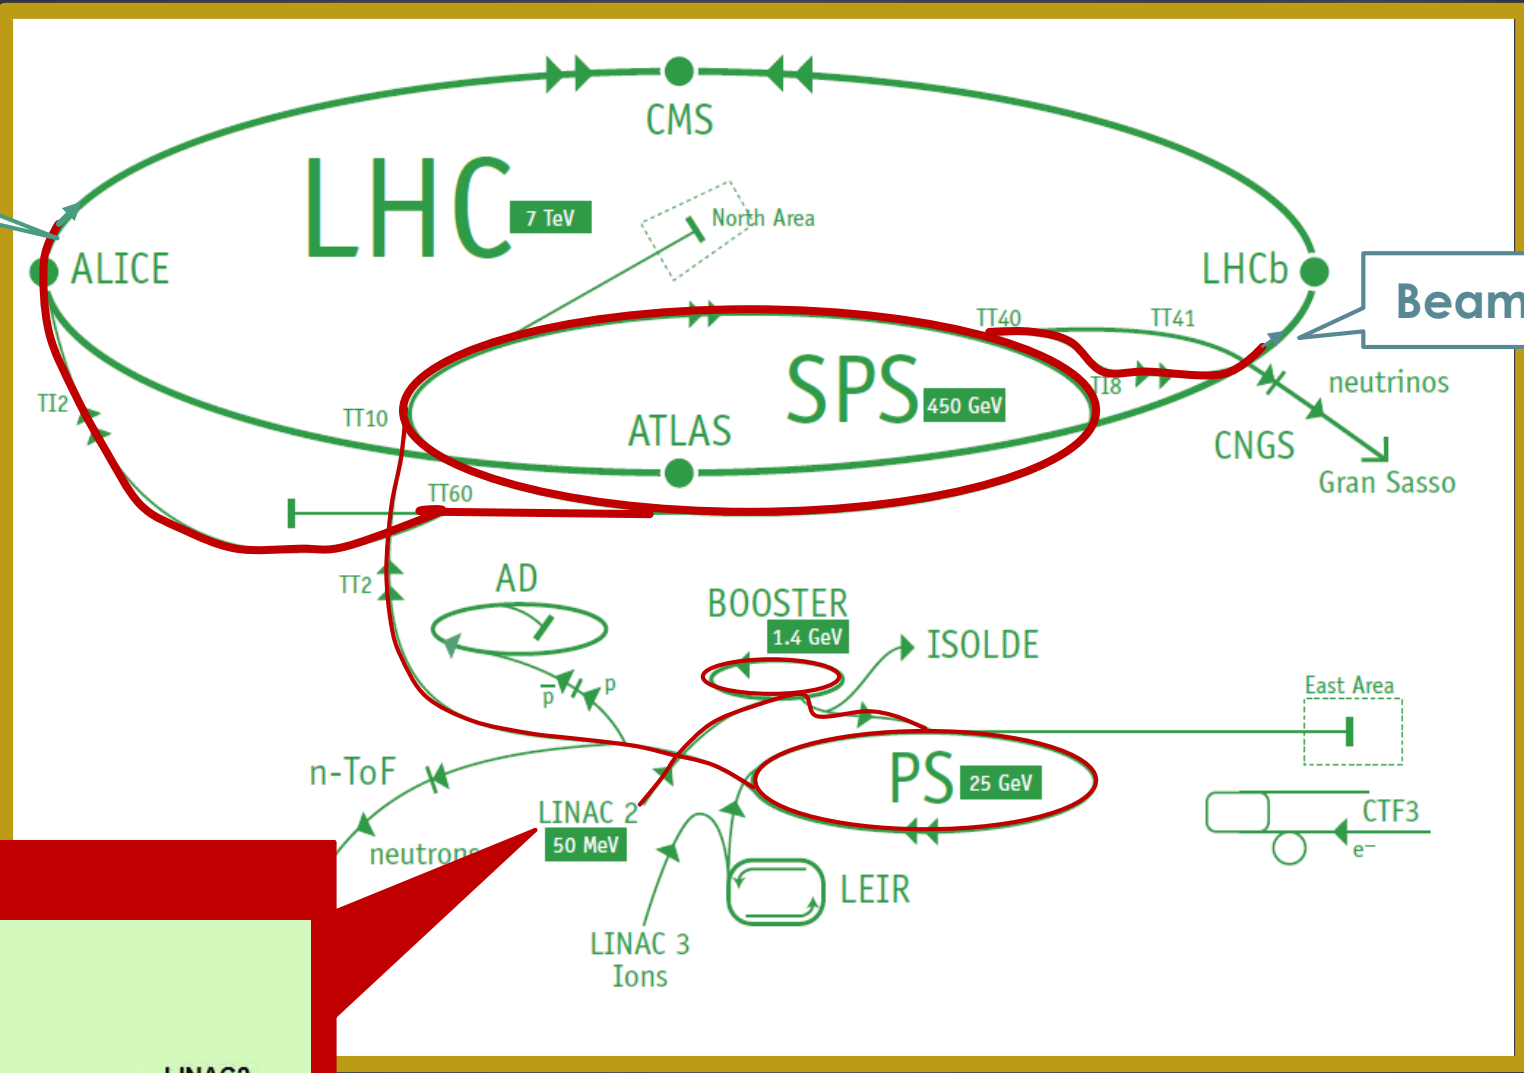 CMS
LHC
7 TeV
North Area
ALICE
LHCb
Beam
TT40
TT41
SPS
450 GeV
TI8
neutrinos
TI2
TT10
ATLAS
CNGS
Gran Sasso
TT60
TT2
AD
BOOSTER
1.4 GeV
ISOLDE
p
p
East Area
n-ToF
PS
25 GeV
LINAC 2
50 MeV
CTF3
e⁻
neutrons
LEIR
LINAC 3
Ions